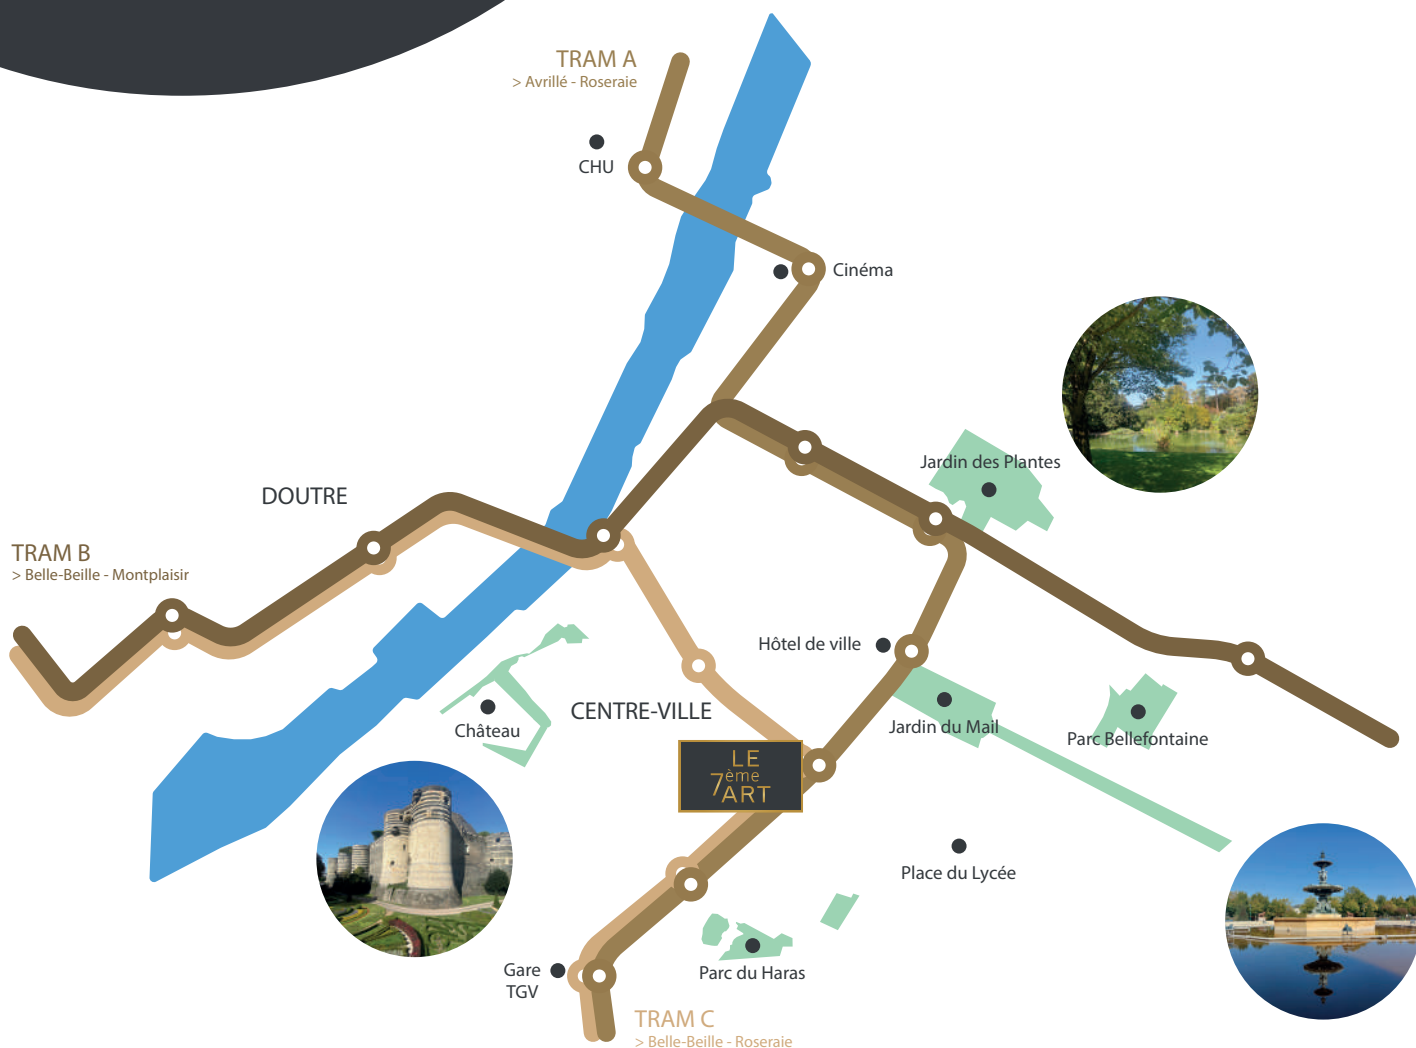 TRAM A
> Avrillé - Roseraie
CHU
Cinéma
Jardin des Plantes
DOUTRE
TRAM B
> Belle-Beille - Montplaisir
Hôtel de ville
CENTRE-VILLE
Château
Jardin du Mail
Parc Bellefontaine
LE
7ème
ART
Place du Lycée
Gare
TGV
Parc du Haras
TRAM C
> Belle-Beille - Roseraie